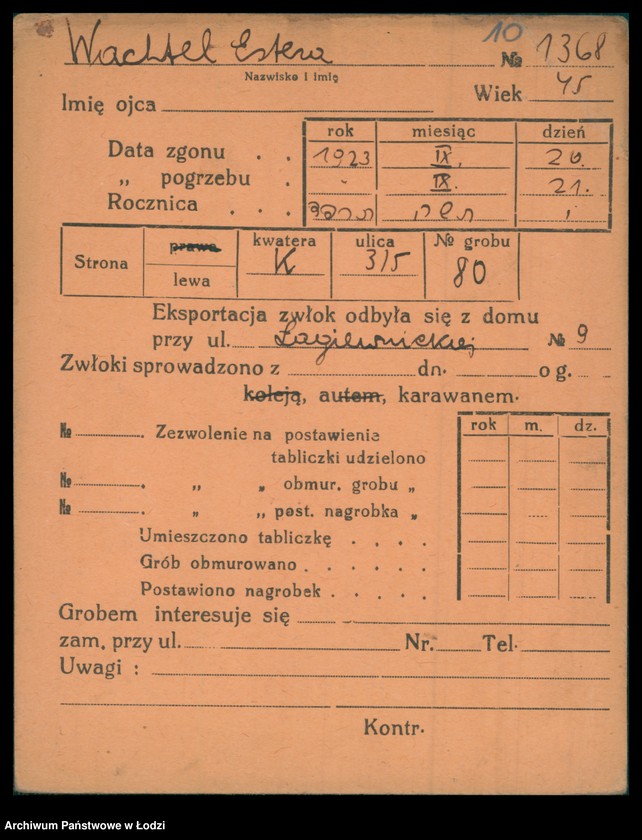 10
Wachtel Estera № 1368
Nazwisko i imię
Wiek 45
Imię ojca
rok miesiąc dzień
Data zgonu . . 1923 IX. 20.
„ pogrzebu . - IX. 21.
Rocznica . . . תשרי י
Strona prawa lewa kwatera K ulica 3/5 № grobu 80
Eksportacja zwłok odbyła się z domu
przy ul. Łagiewnickiej № 9
Zwłoki sprowadzono z dn. o g.
koleją, autem, karawanem.
rok m. dz.
№ . Zezwolenie na postawienie
tabliczki udzielono
№ . „ „ obmur. grobu „
№ . „ „ post. nagrobka „
Umieszczono tabliczkę . . . .
Grób obmurowano . . . . . .
Postawiono nagrobek . . . . .
Grobem interesuje się
zam. przy ul. Nr. Tel.
Uwagi :
Kontr.
Archiwum Państwowe w Łodzi